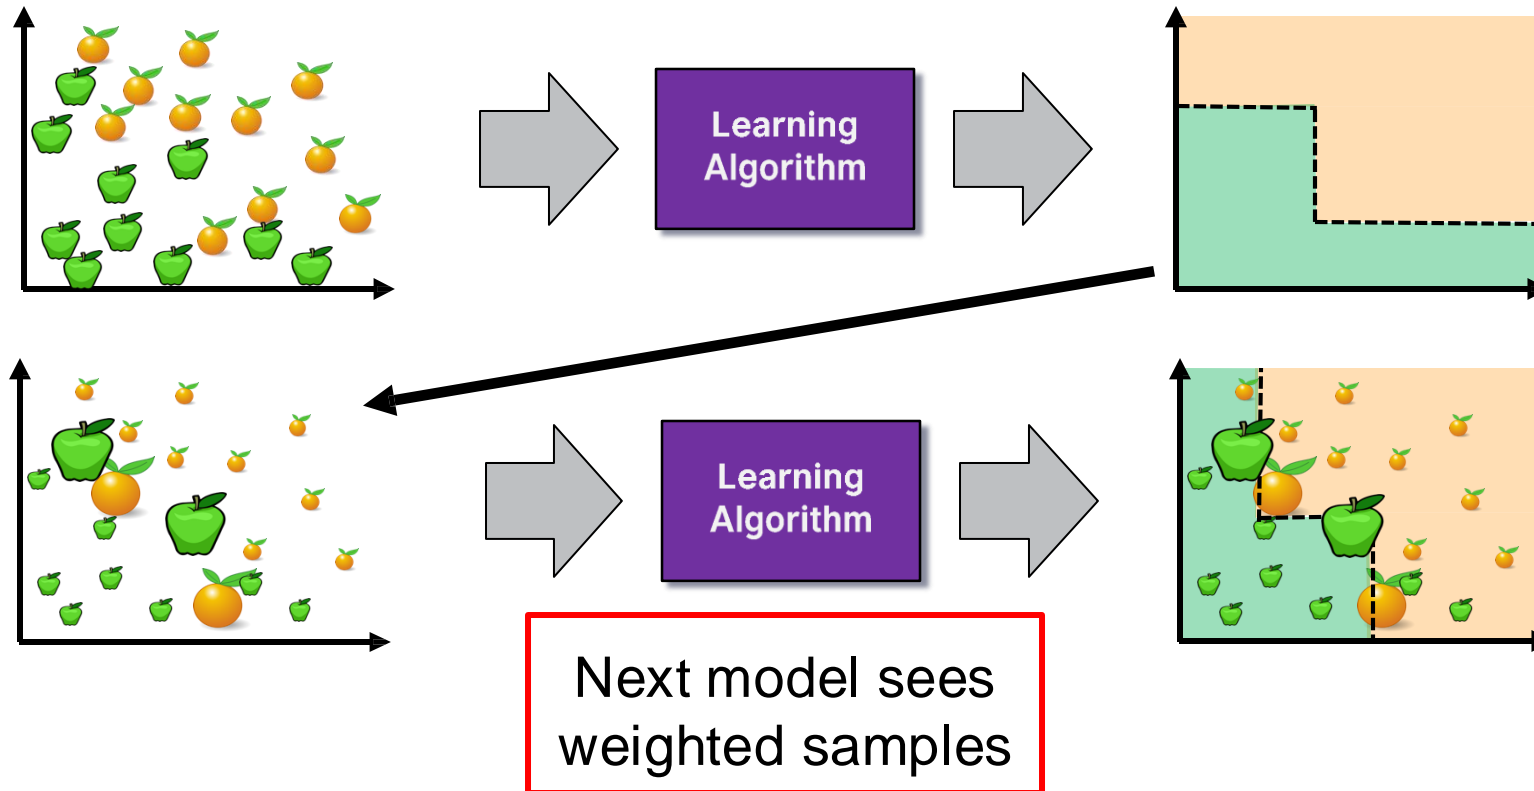 Learning
Algorithm
Learning
Algorithm
Next model sees
weighted samples